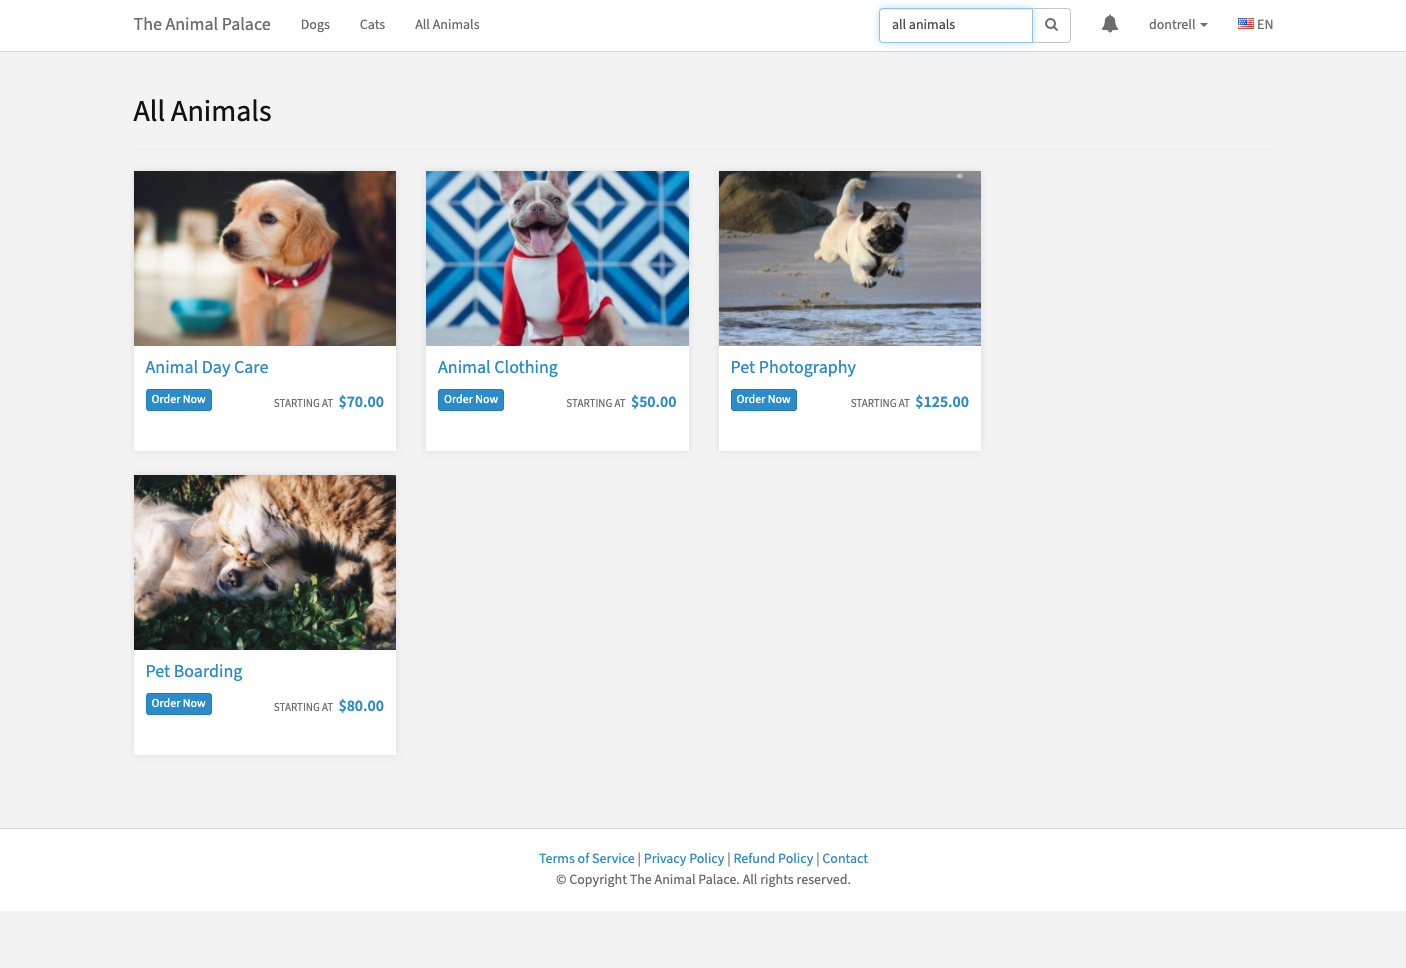 The Animal Palace Dogs Cats All Animals all animals dontrell EN
All Animals
Animal Day Care
Order Now STARTING AT $70.00
Animal Clothing
Order Now STARTING AT $50.00
Pet Photography
Order Now STARTING AT $125.00
Pet Boarding
Order Now STARTING AT $80.00
Terms of Service | Privacy Policy | Refund Policy | Contact
© Copyright The Animal Palace. All rights reserved.